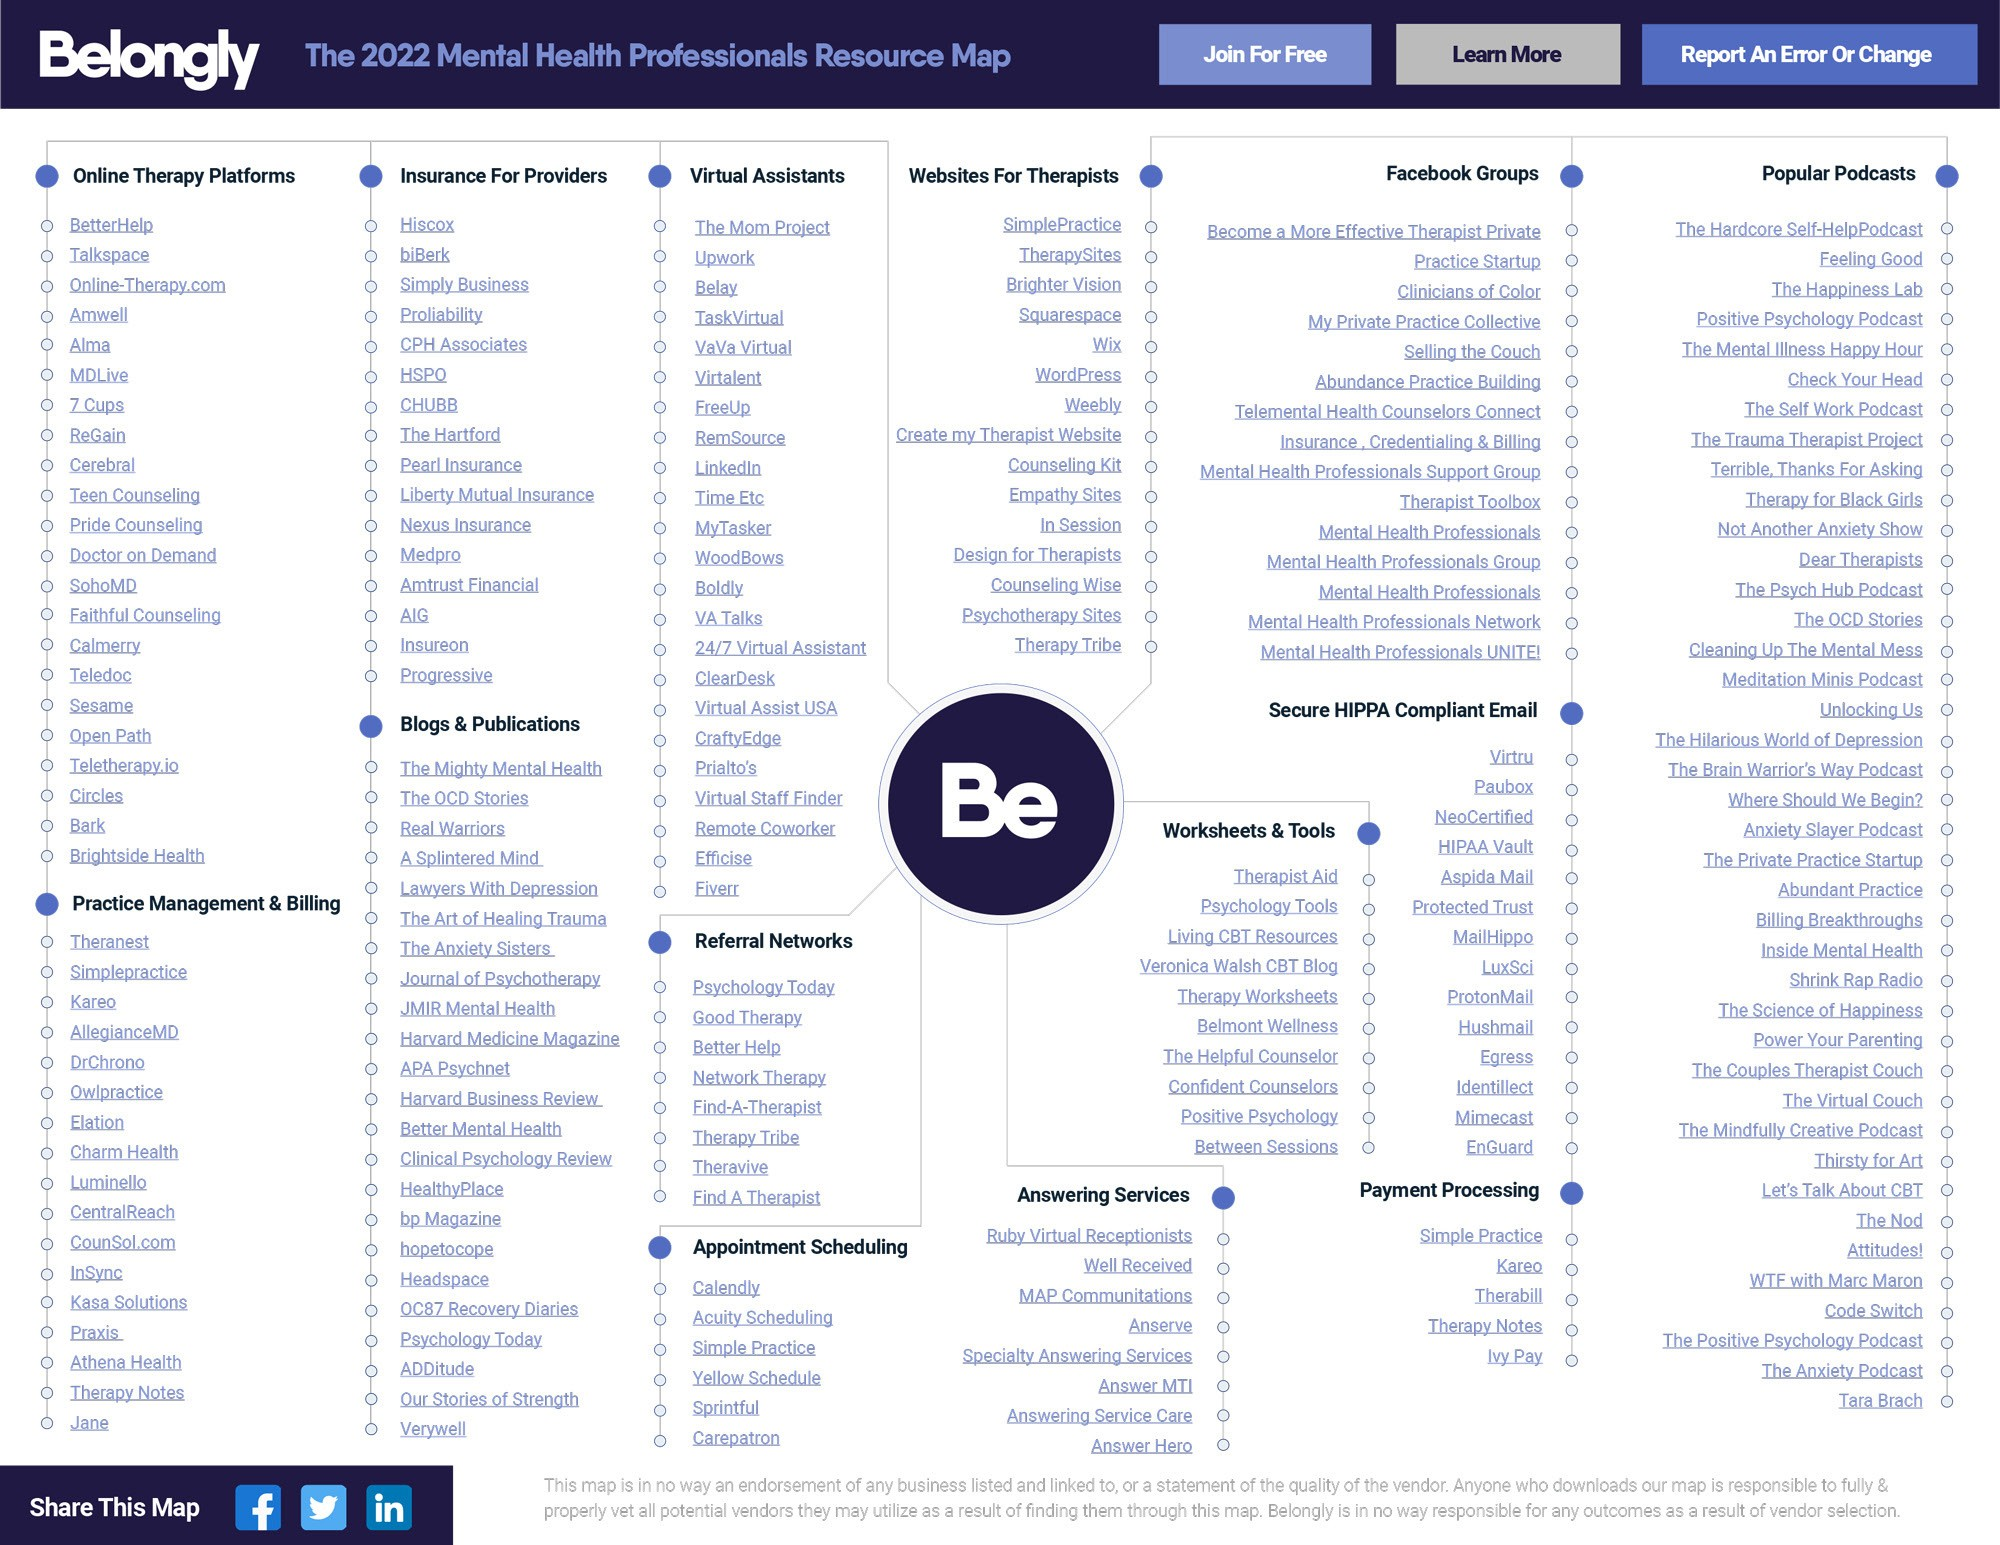 Belongly
The 2022 Mental Health Professionals Resource Map
Join For Free
Learn More
Report An Error Or Change
Online Therapy Platforms
BetterHelp
Talkspace
Online-Therapy.com
Amwell
Alma
MDLive
7 Cups
ReGain
Cerebral
Teen Counseling
Pride Counseling
Doctor on Demand
SohoMD
Faithful Counseling
Calmerry
Teledoc
Sesame
Open Path
Teletherapy.io
Circles
Bark
Brightside Health
Practice Management & Billing
Theranest
Simplepractice
Kareo
AllegianceMD
DrChrono
Owlpractice
Elation
Charm Health
Luminello
CentralReach
CounSol.com
InSync
Kasa Solutions
Praxis
Athena Health
Therapy Notes
Jane
Insurance For Providers
Hiscox
biBerk
Simply Business
Proliability
CPH Associates
HSPO
CHUBB
The Hartford
Pearl Insurance
Liberty Mutual Insurance
Nexus Insurance
Medpro
Amtrust Financial
AIG
Insureon
Progressive
Blogs & Publications
The Mighty Mental Health
The OCD Stories
Real Warriors
A Splintered Mind
Lawyers With Depression
The Art of Healing Trauma
The Anxiety Sisters
Journal of Psychotherapy
JMIR Mental Health
Harvard Medicine Magazine
APA Psychnet
Harvard Business Review
Better Mental Health
Clinical Psychology Review
HealthyPlace
bp Magazine
hopetocope
Headspace
OC87 Recovery Diaries
Psychology Today
ADDitude
Our Stories of Strength
Verywell
Virtual Assistants
The Mom Project
Upwork
Belay
TaskVirtual
VaVa Virtual
Virtalent
FreeUp
RemSource
LinkedIn
Time Etc
MyTasker
WoodBows
Boldly
VA Talks
24/7 Virtual Assistant
ClearDesk
Virtual Assist USA
CraftyEdge
Prialto's
Virtual Staff Finder
Remote Coworker
Efficise
Fiverr
Referral Networks
Psychology Today
Good Therapy
Better Help
Network Therapy
Find-A-Therapist
Therapy Tribe
Theravive
Find A Therapist
Appointment Scheduling
Calendly
Acuity Scheduling
Simple Practice
Yellow Schedule
Sprintful
Carepatron
Websites For Therapists
SimplePractice
TherapySites
Brighter Vision
Squarespace
Wix
WordPress
Weebly
Create my Therapist Website
Counseling Kit
Empathy Sites
In Session
Design for Therapists
Counseling Wise
Psychotherapy Sites
Therapy Tribe
Be
Worksheets & Tools
Therapist Aid
Psychology Tools
Living CBT Resources
Veronica Walsh CBT Blog
Therapy Worksheets
Belmont Wellness
The Helpful Counselor
Confident Counselors
Positive Psychology
Between Sessions
Answering Services
Ruby Virtual Receptionists
Well Received
MAP Communitations
Anserve
Specialty Answering Services
Answer MTI
Answering Service Care
Answer Hero
Facebook Groups
Become a More Effective Therapist Private
Practice Startup
Clinicians of Color
My Private Practice Collective
Selling the Couch
Abundance Practice Building
Telemental Health Counselors Connect
Insurance , Credentialing & Billing
Mental Health Professionals Support Group
Therapist Toolbox
Mental Health Professionals
Mental Health Professionals Group
Mental Health Professionals
Mental Health Professionals Network
Mental Health Professionals UNITE!
Secure HIPPA Compliant Email
Virtru
Paubox
NeoCertified
HIPAA Vault
Aspida Mail
Protected Trust
MailHippo
LuxSci
ProtonMail
Hushmail
Egress
Identillect
Mimecast
EnGuard
Payment Processing
Simple Practice
Kareo
Therabill
Therapy Notes
Ivy Pay
Popular Podcasts
The Hardcore Self-HelpPodcast
Feeling Good
The Happiness Lab
Positive Psychology Podcast
The Mental Illness Happy Hour
Check Your Head
The Self Work Podcast
The Trauma Therapist Project
Terrible, Thanks For Asking
Therapy for Black Girls
Not Another Anxiety Show
Dear Therapists
The Psych Hub Podcast
The OCD Stories
Cleaning Up The Mental Mess
Meditation Minis Podcast
Unlocking Us
The Hilarious World of Depression
The Brain Warrior's Way Podcast
Where Should We Begin?
Anxiety Slayer Podcast
The Private Practice Startup
Abundant Practice
Billing Breakthroughs
Inside Mental Health
Shrink Rap Radio
The Science of Happiness
Power Your Parenting
The Couples Therapist Couch
The Virtual Couch
The Mindfully Creative Podcast
Thirsty for Art
Let's Talk About CBT
The Nod
Attitudes!
WTF with Marc Maron
Code Switch
The Positive Psychology Podcast
The Anxiety Podcast
Tara Brach
Share This Map
This map is in no way an endorsement of any business listed and linked to, or a statement of the quality of the vendor. Anyone who downloads our map is responsible to fully &
properly vet all potential vendors they may utilize as a result of finding them through this map. Belongly is in no way responsible for any outcomes as a result of vendor selection.